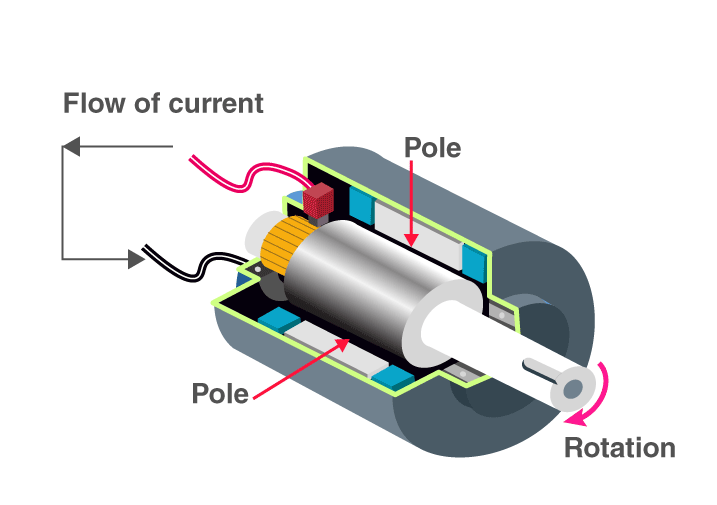 Flow of current
Pole
Pole
Rotation